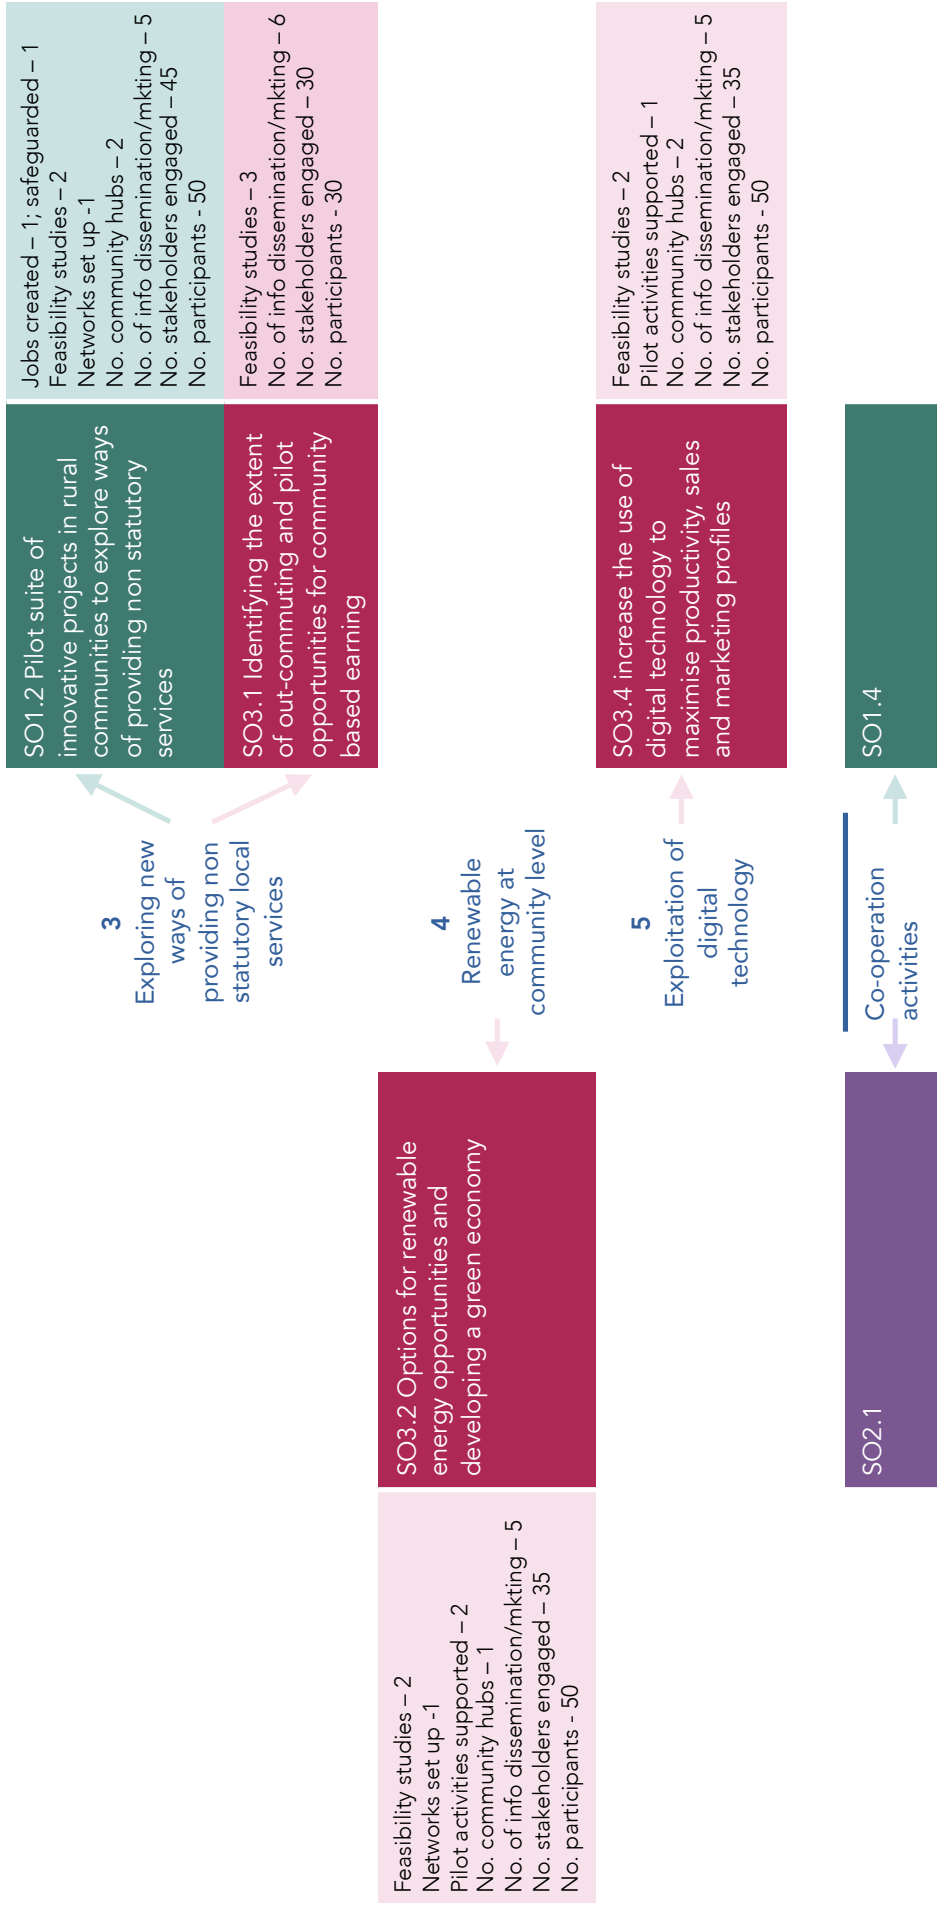 Feasibility studies – 2
Networks set up -1
Pilot activities supported – 2
No. community hubs – 1
No. of info dissemination/mkting – 5
No. stakeholders engaged – 35
No. participants - 50
SO3.2 Options for renewable
energy opportunities and
developing a green economy
SO2.1
3
Exploring new
ways of
providing non
statutory local
services
4
Renewable
energy at
community level
5
Exploitation of
digital
technology
Co-operation
activities
SO1.2 Pilot suite of
innovative projects in rural
communities to explore ways
of providing non statutory
services
Jobs created – 1; safeguarded – 1
Feasibility studies – 2
Networks set up -1
No. community hubs – 2
No. of info dissemination/mkting – 5
No. stakeholders engaged – 45
No. participants - 50
SO3.1 Identifying the extent
of out-commuting and pilot
opportunities for community
based earning
Feasibility studies – 3
No. of info dissemination/mkting – 6
No. stakeholders engaged – 30
No. participants - 30
SO3.4 increase the use of
digital technology to
maximise productivity, sales
and marketing profiles
Feasibility studies – 2
Pilot activities supported – 1
No. community hubs – 2
No. of info dissemination/mkting – 5
No. stakeholders engaged – 35
No. participants - 50
SO1.4